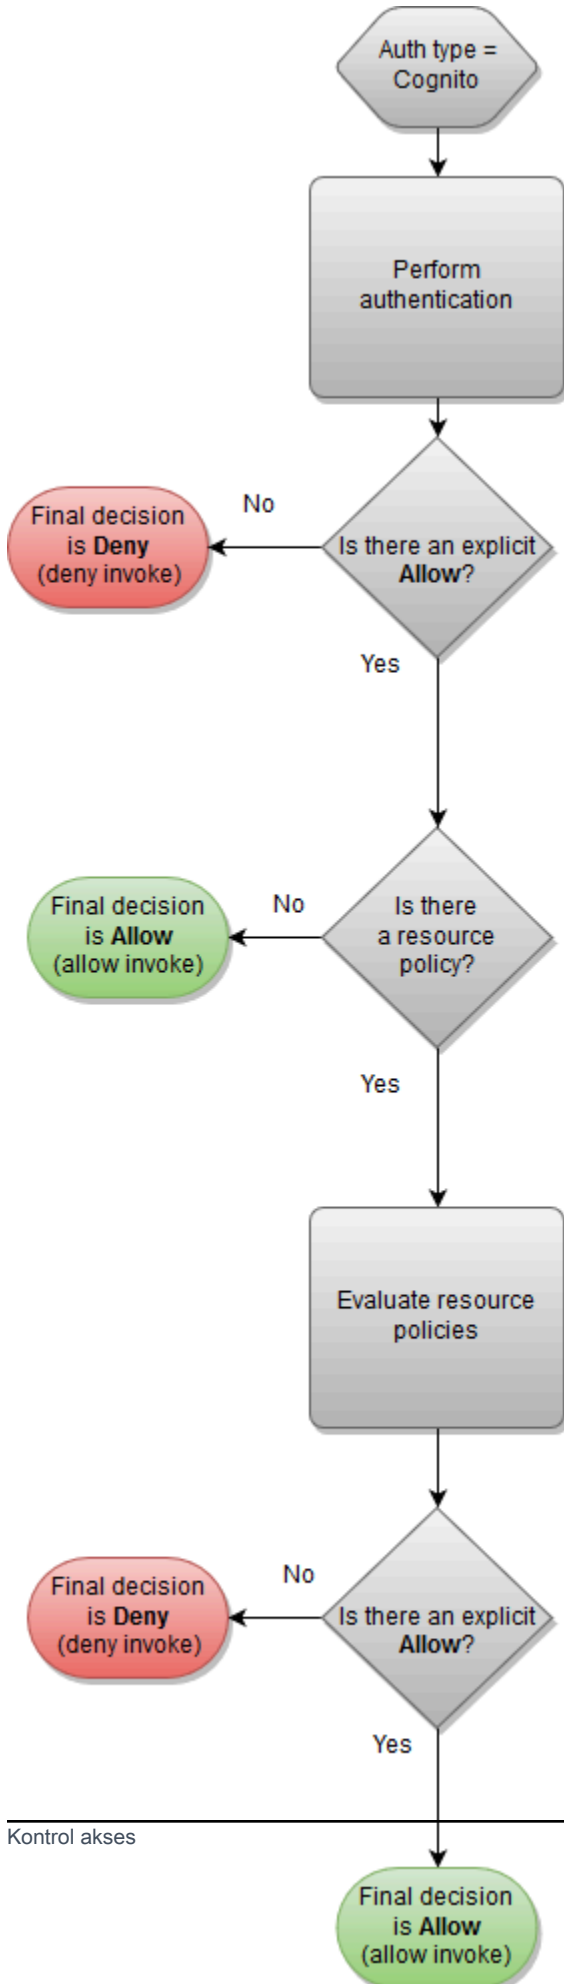 Auth type =
Cognito
Perform
authentication
No
Final decision
is Deny
(deny invoke)
Is there an explicit
Allow?
Yes
No
Final decision
is Allow
(allow invoke)
Is there
a resource
policy?
Yes
Evaluate resource
policies
No
Final decision
is Deny
(deny invoke)
Is there an explicit
Allow?
Yes
Kontrol akses
Final decision
is Allow
(allow invoke)